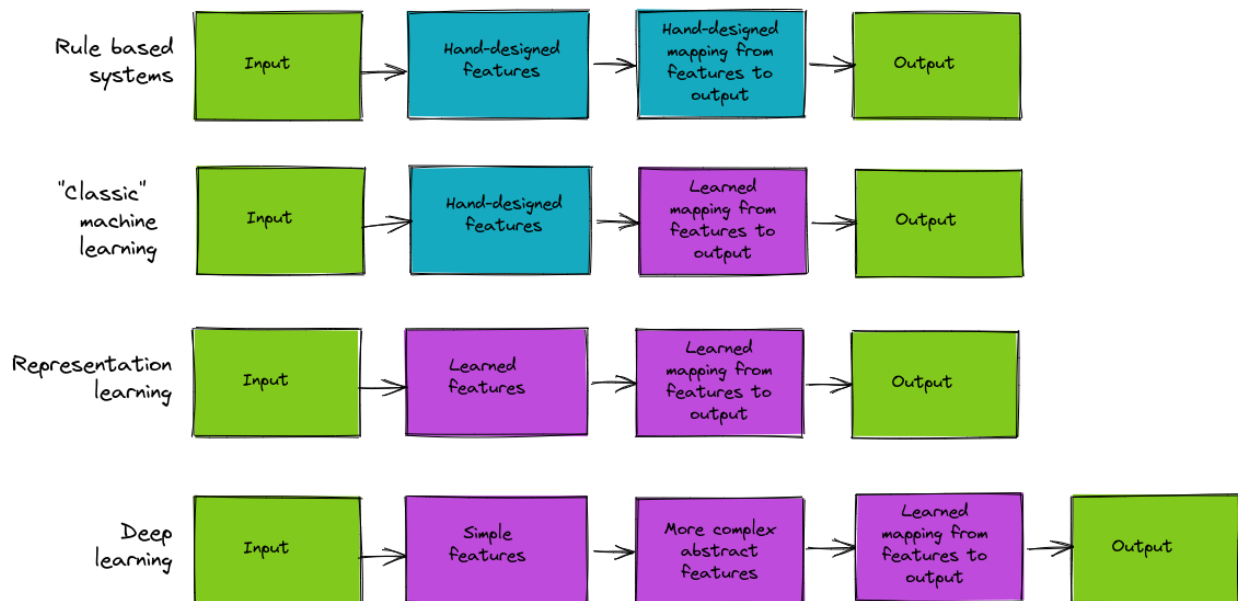 Rule based
systems
Input
Hand-designed
features
Hand-designed
mapping from
features to
output
Output
"Classic"
machine
learning
Input
Hand-designed
features
Learned
mapping from
features to
output
Output
Representation
learning
Input
Learned
features
Learned
mapping from
features to
output
Output
Deep
learning
Input
Simple
features
More complex
abstract
features
Learned
mapping from
features to
output
Output